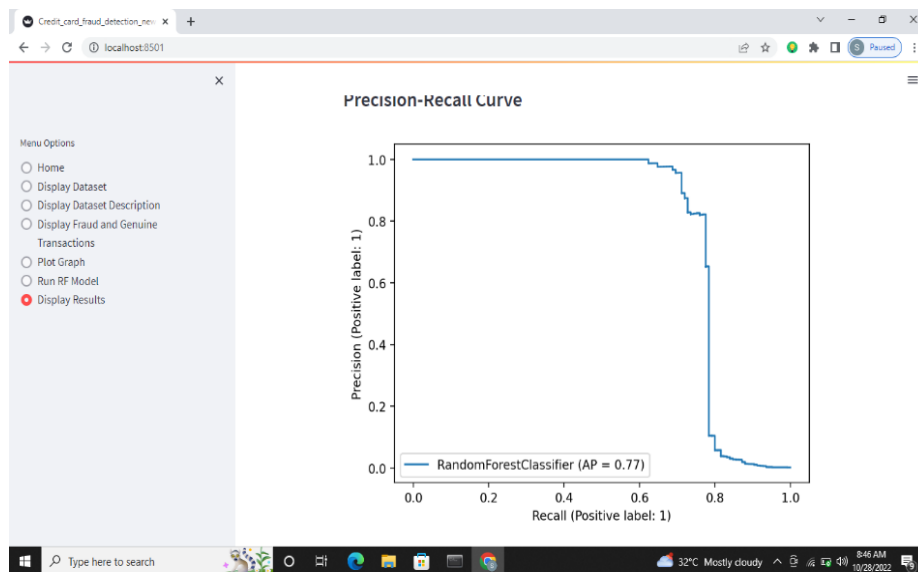 Credit_card_fraud_detection_new
localhost:8501
S Paused
Precision-Recall Curve
Menu Options
Home
Display Dataset
Display Dataset Description
Display Fraud and Genuine
Transactions
Plot Graph
Run RF Model
Display Results
1.0
0.8
0.6
0.4
0.2
0.0
Precision (Positive label: 1)
RandomForestClassifier (AP = 0.77)
0.0 0.2 0.4 0.6 0.8 1.0
Recall (Positive label: 1)
Type here to search
32°C Mostly cloudy
8:46 AM
10/28/2022